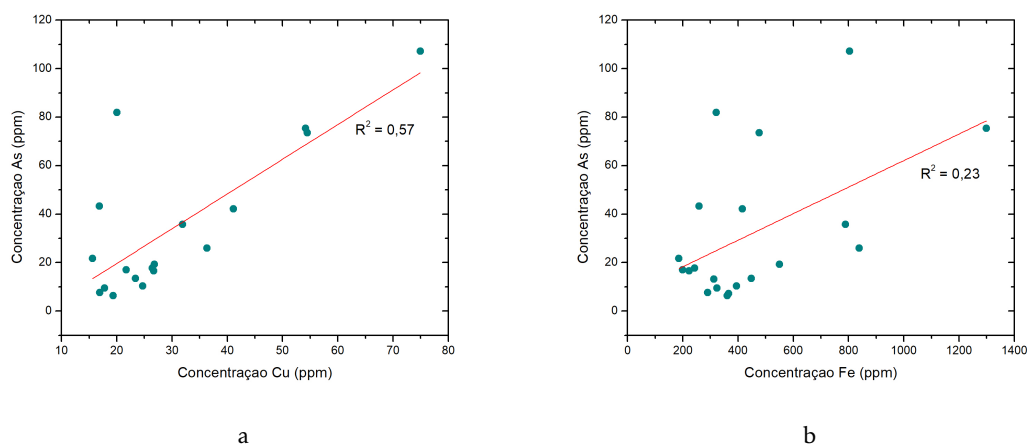 120
100
80
60
40
20
0
Concentraçao As (ppm)
R² = 0,57
10 20 30 40 50 60 70 80
Concentraçao Cu (ppm)
a
120
100
80
60
40
20
0
Concentraçao As (ppm)
R² = 0,23
0 200 400 600 800 1000 1200 1400
Concentraçao Fe (ppm)
b